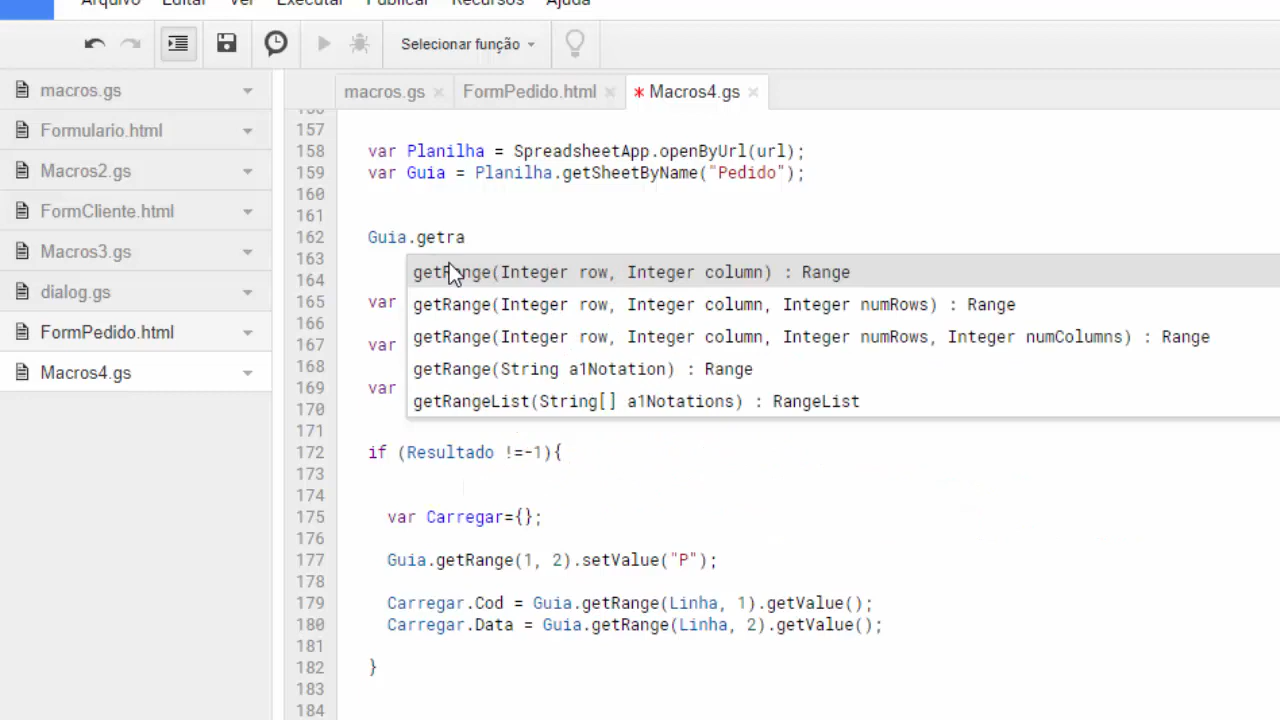 Arquivo Editar Ver Executar Publicar Recursos Ajuda
Selecionar função
macros.gs
Formulario.html
Macros2.gs
FormCliente.html
Macros3.gs
dialog.gs
FormPedido.html
Macros4.gs
macros.gs × FormPedido.html × * Macros4.gs ×
157
158 var Planilha = SpreadsheetApp.openByUrl(url);
159 var Guia = Planilha.getSheetByName("Pedido");
160
161
162 Guia.getra
163
getRange(Integer row, Integer column) : Range
164
165 var
getRange(Integer row, Integer column, Integer numRows) : Range
166
getRange(Integer row, Integer column, Integer numRows, Integer numColumns) : Range
167 var
168
getRange(String a1Notation) : Range
169 var
getRangeList(String[] a1Notations) : RangeList
170
171
172 if (Resultado !=-1){
173
174
175 var Carregar={};
176
177 Guia.getRange(1, 2).setValue("P");
178
179 Carregar.Cod = Guia.getRange(Linha, 1).getValue();
180 Carregar.Data = Guia.getRange(Linha, 2).getValue();
181
182 }
183
184